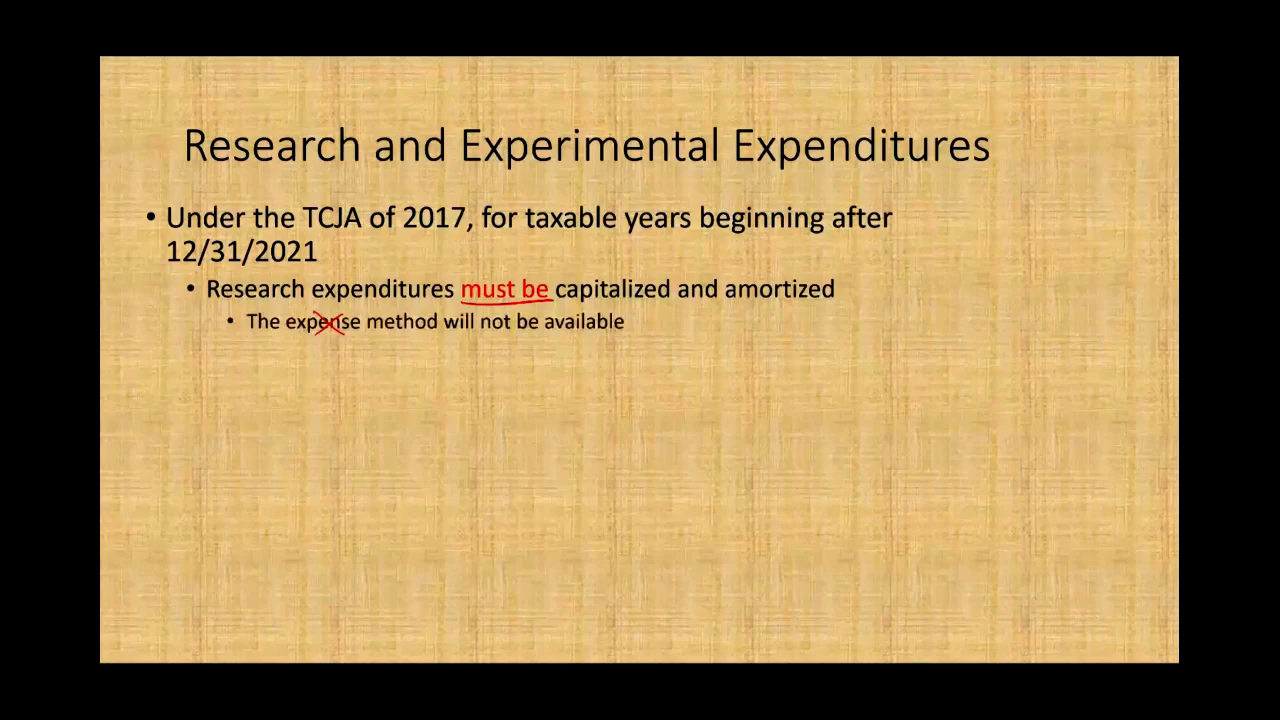 Research and Experimental Expenditures
• Under the TCJA of 2017, for taxable years beginning after
12/31/2021
• Research expenditures must be capitalized and amortized
• The expense method will not be available